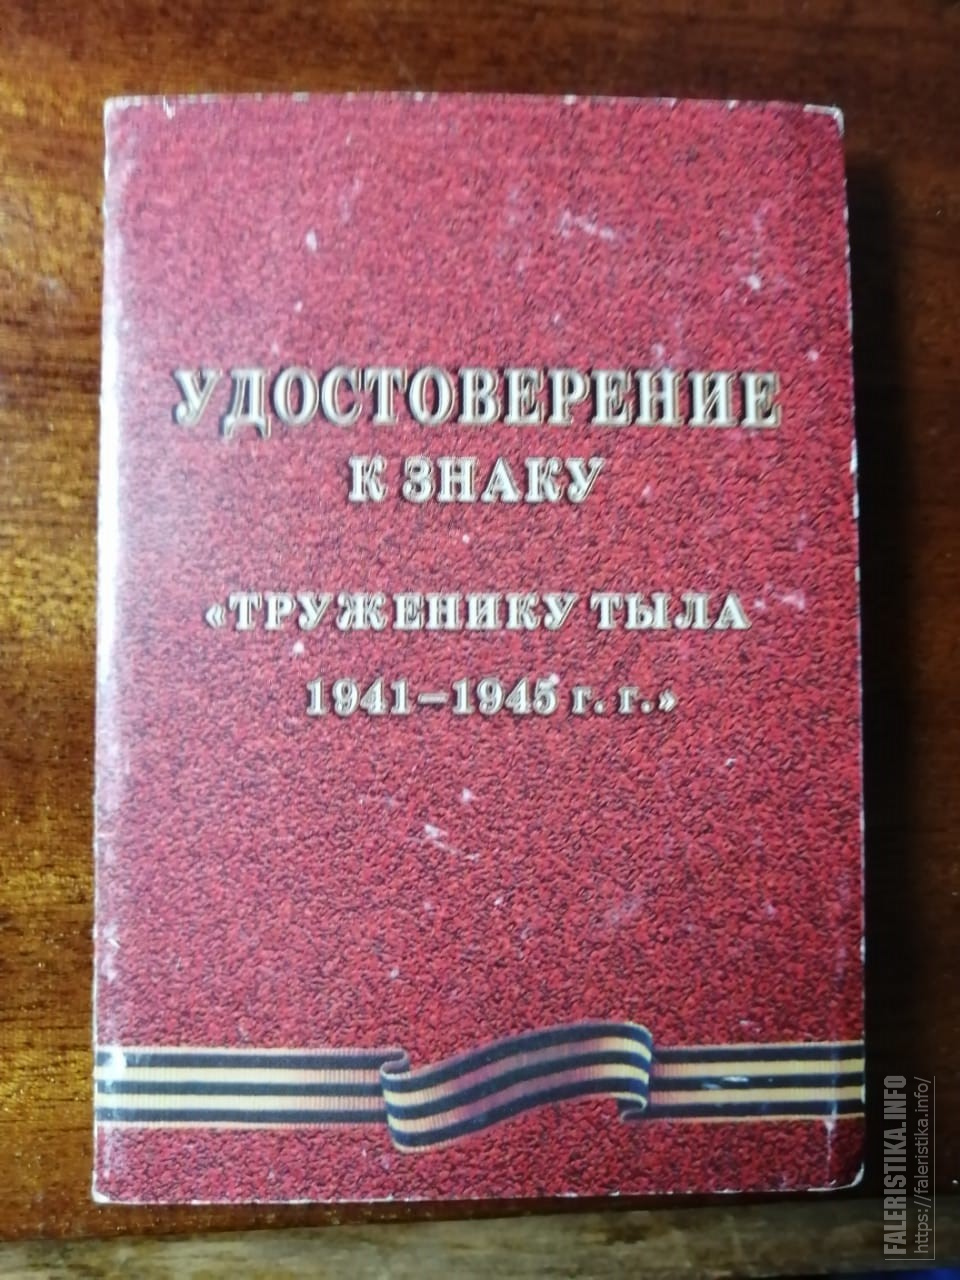 УДОСТОВЕРЕНИЕ
К ЗНАКУ
«ТРУЖЕНИКУ ТЫЛА
1941–1945 г. г.»
FALERISTIKA.INFO
https://faleristika.info/